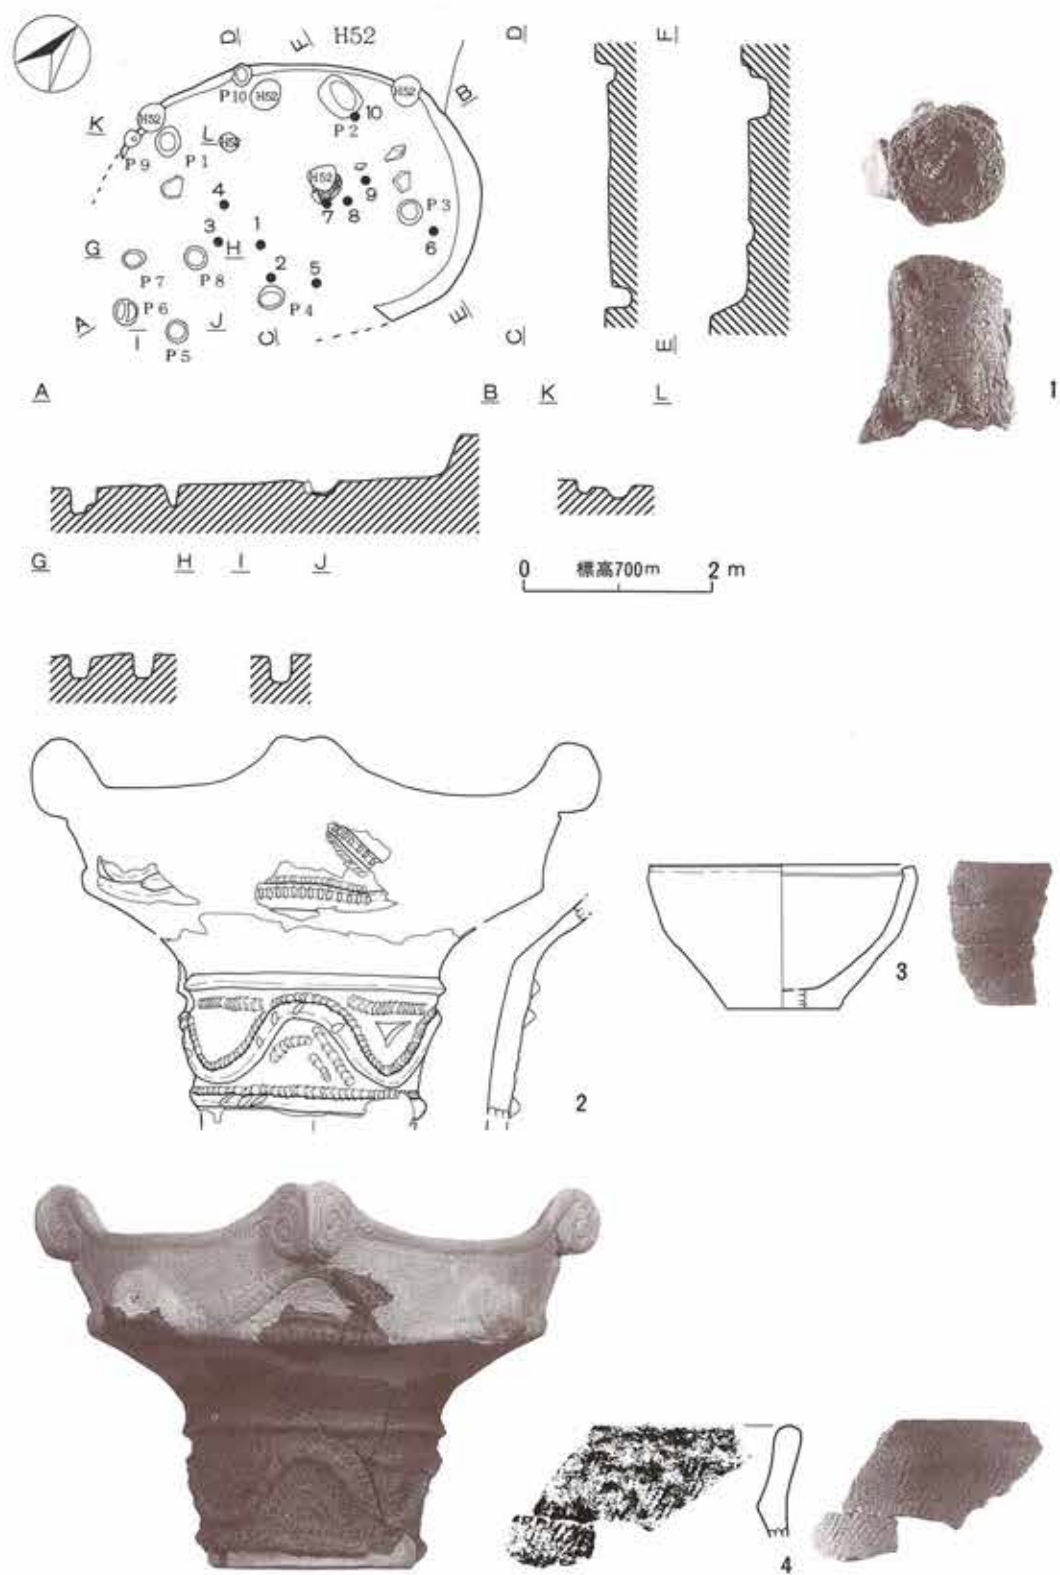 D E H52 D F
H52 H52 B
P10 10
K H52 P2
L H52
P9 P1
H52 9
4 7 8 P3
3 1 6
G H
2 5
P7 P8
P6 P4
A I J C E C E
P5
1
A B K L
G H I J
0 標高700m 2 m
3
2
4